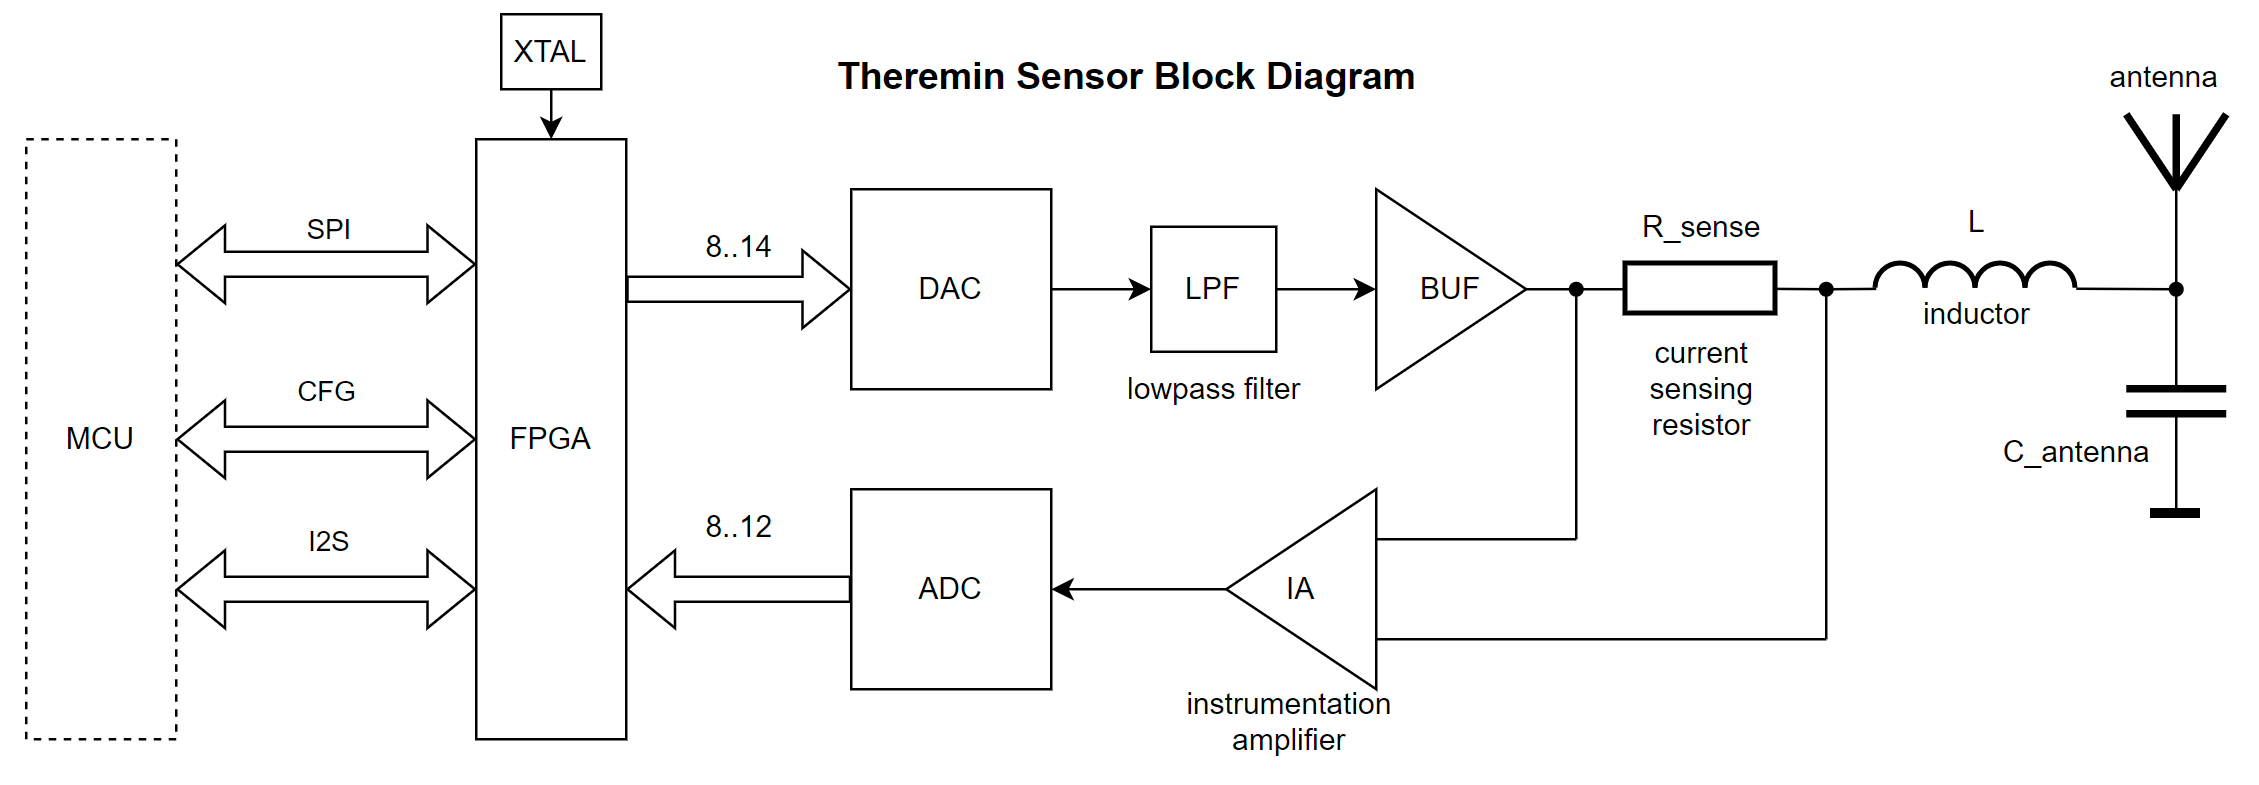 XTAL
Theremin Sensor Block Diagram
antenna
SPI
8..14
R_sense
L
DAC
LPF
BUF
inductor
CFG
lowpass filter
current
sensing
resistor
MCU
FPGA
C_antenna
I2S
8..12
ADC
IA
instrumentation
amplifier